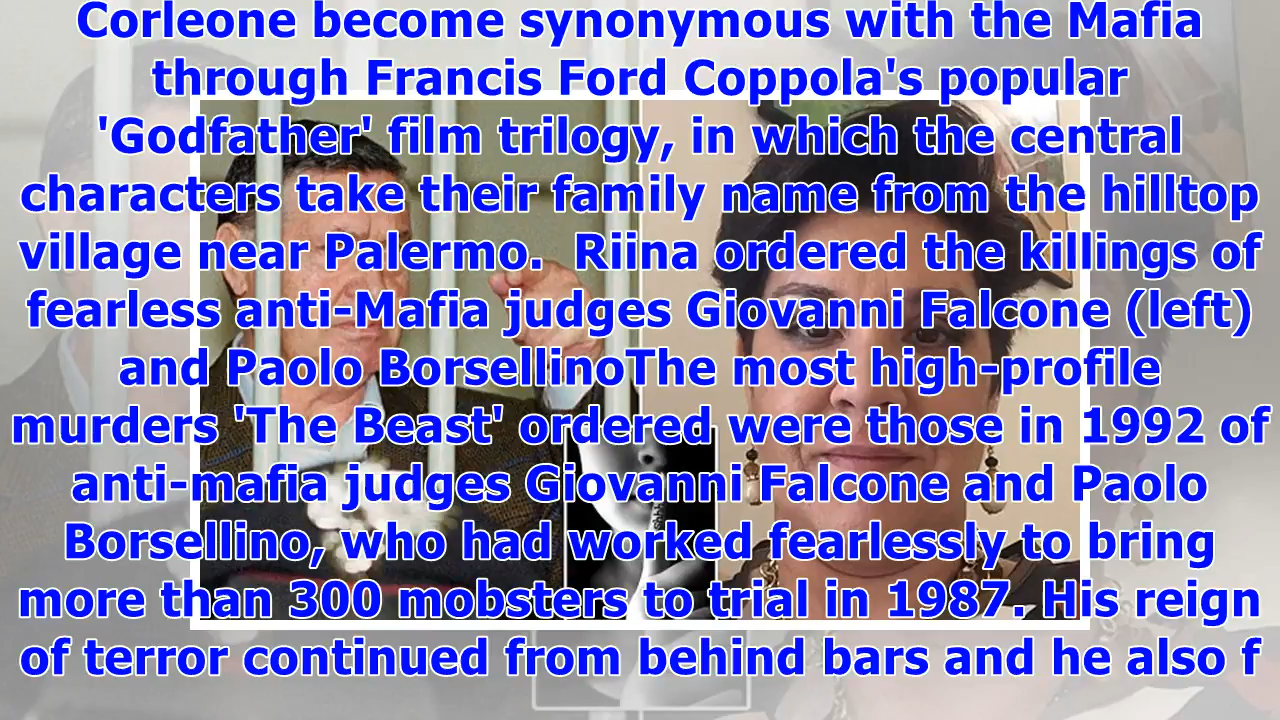 Corleone become synonymous with the Mafia
through Francis Ford Coppola's popular
'Godfather' film trilogy, in which the central
characters take their family name from the hilltop
village near Palermo.  Riina ordered the killings of
fearless anti-Mafia judges Giovanni Falcone (left)
and Paolo BorsellinoThe most high-profile
murders 'The Beast' ordered were those in 1992 of
anti-mafia judges Giovanni Falcone and Paolo
Borsellino, who had worked fearlessly to bring
more than 300 mobsters to trial in 1987. His reign
of terror continued from behind bars and he also f